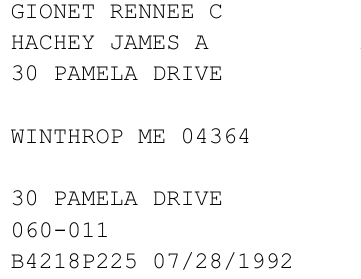 GIONET RENNEE C
HACHEY JAMES A
30 PAMELA DRIVE
WINTHROP ME 04364
30 PAMELA DRIVE
060-011
B4218P225 07/28/1992